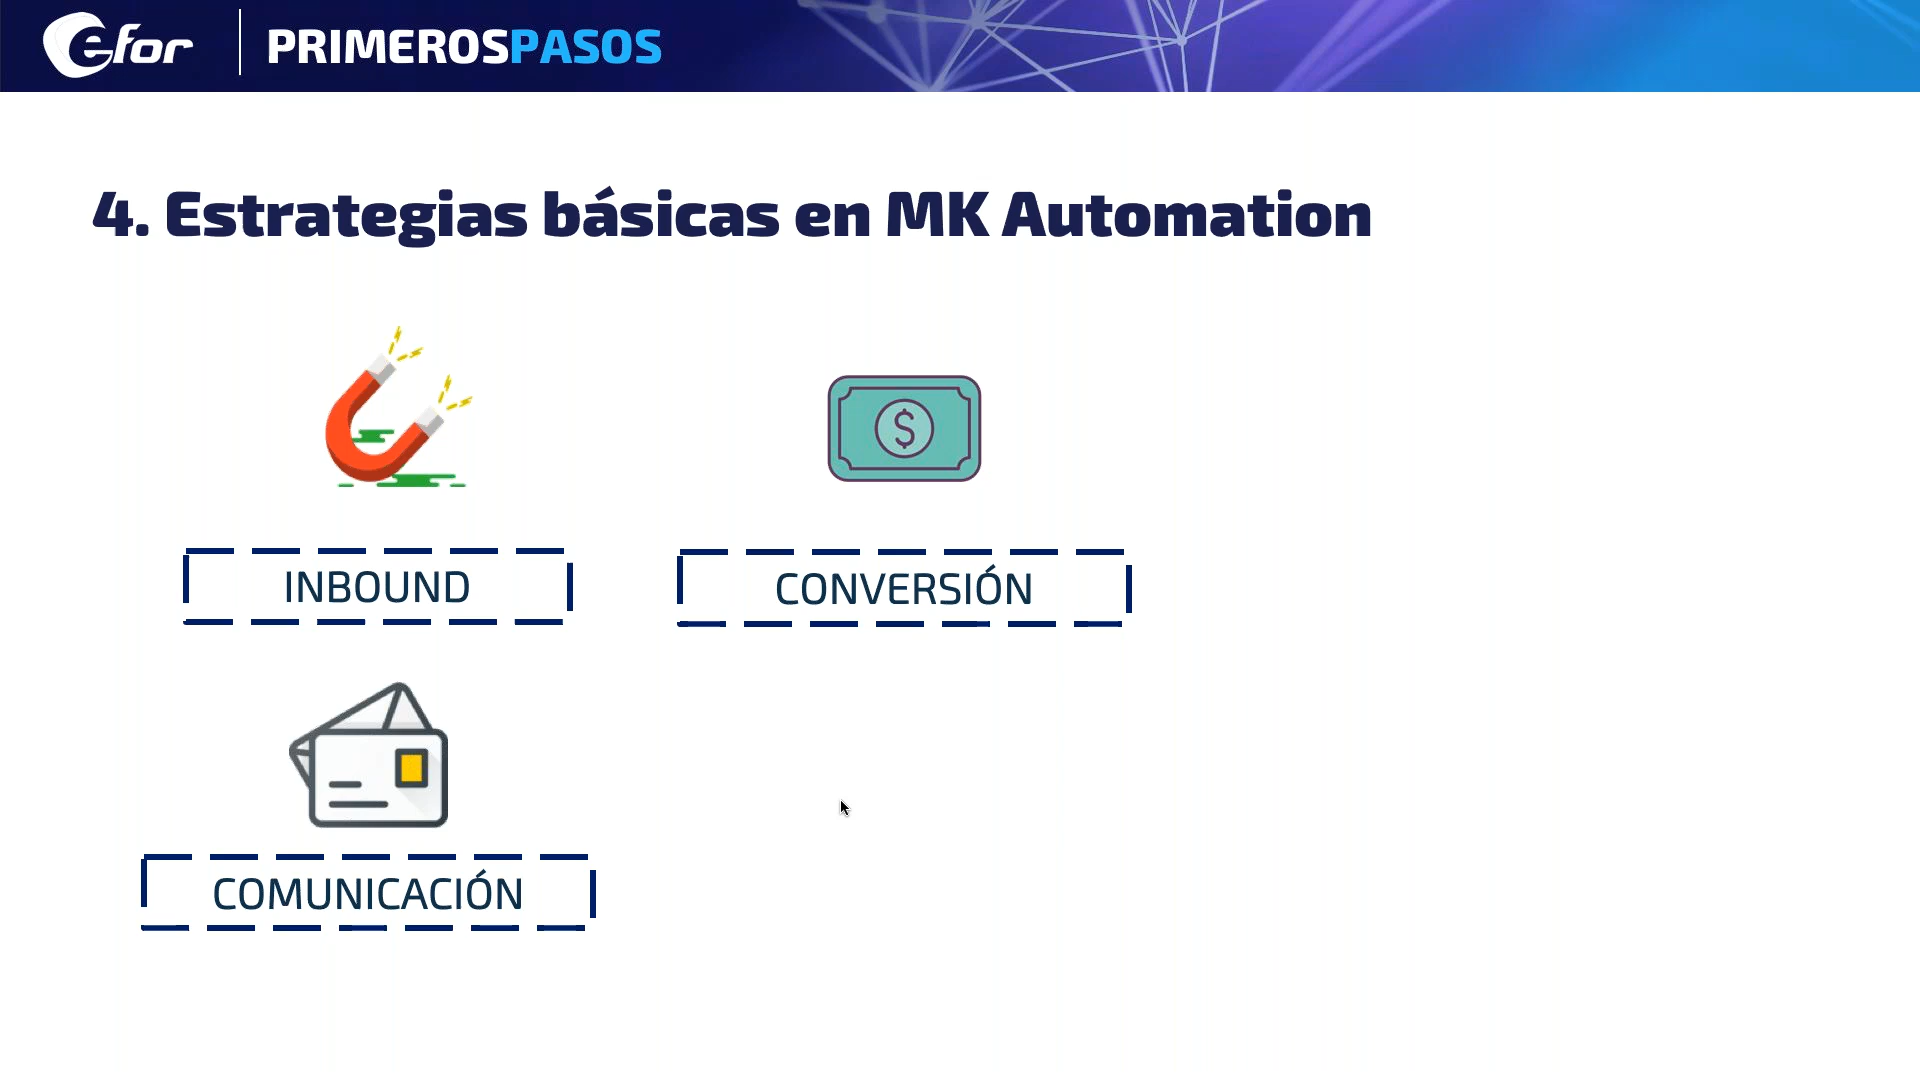 efor
PRIMEROSPASOS
4. Estrategias básicas en MK Automation
$
INBOUND
CONVERSIÓN
COMUNICACIÓN